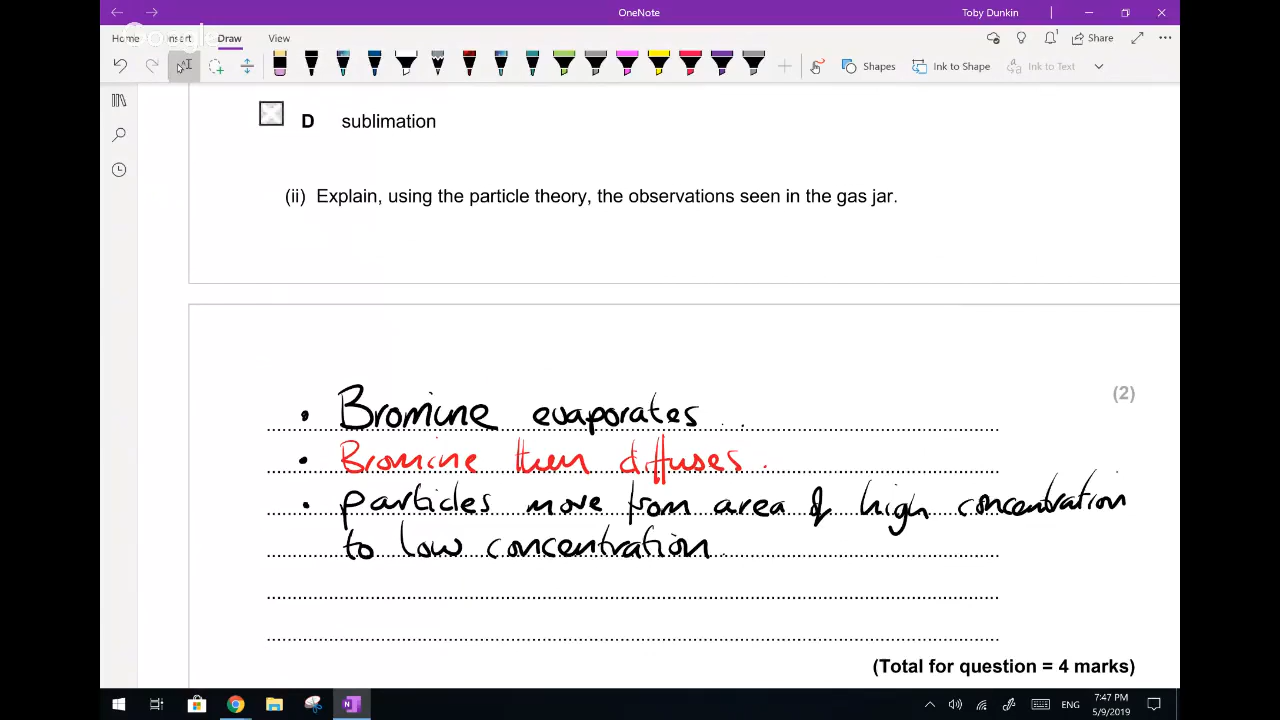 OneNote
Toby Dunkin
Home Insert Draw View
Share
Shapes
Ink to Shape
Ink to Text
D sublimation
(ii) Explain, using the particle theory, the observations seen in the gas jar.
(2)
• Bromine evaporates
• Bromine then diffuses.
• particles move from area of high concentration
to low concentration.
(Total for question = 4 marks)
ENG
7:47 PM
5/9/2019